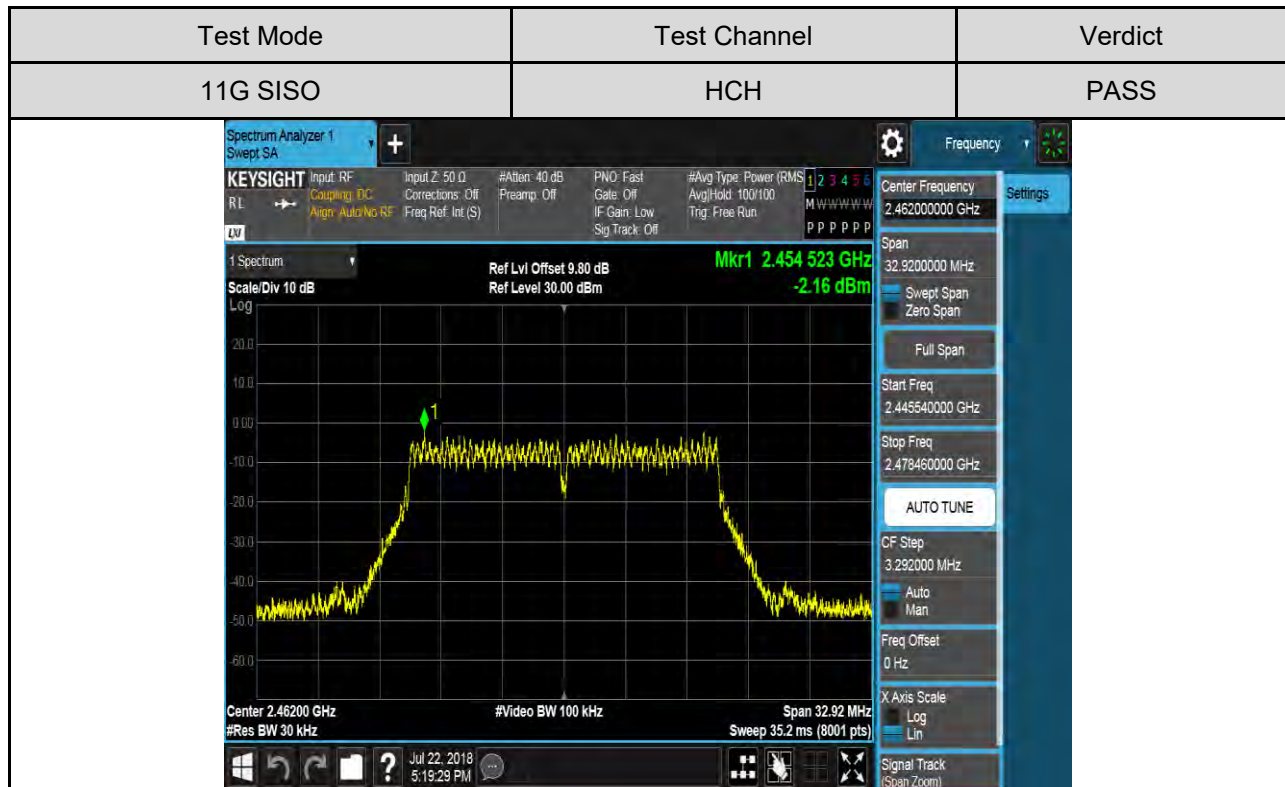 Test Mode Test Channel Verdict
11G SISO HCH PASS
Spectrum Analyzer 1
Swept SA
+
Frequency
KEYSIGHT
RL
LXI
Input: RF
Coupling: DC
Align: Auto/No RF
Input Z: 50 Ω
Corrections: Off
Freq Ref: Int (S)
#Atten: 40 dB
Preamp: Off
PNO: Fast
Gate: Off
IF Gain: Low
Sig Track: Off
#Avg Type: Power (RMS
Avg|Hold: 100/100
Trig: Free Run
1 2 3 4 5 6
M W W W W W
P P P P P P
1 Spectrum
Scale/Div 10 dB
Ref Lvl Offset 9.80 dB
Ref Level 30.00 dBm
Mkr1 2.454 523 GHz
-2.16 dBm
Log
20.0
10.0
0.00
-10.0
-20.0
-30.0
-40.0
-50.0
-60.0
1
Center 2.46200 GHz
#Res BW 30 kHz
#Video BW 100 kHz
Span 32.92 MHz
Sweep 35.2 ms (8001 pts)
?
Jul 22, 2018
5:19:29 PM
Center Frequency
2.462000000 GHz
Settings
Span
32.9200000 MHz
Swept Span
Zero Span
Full Span
Start Freq
2.445540000 GHz
Stop Freq
2.478460000 GHz
AUTO TUNE
CF Step
3.292000 MHz
Auto
Man
Freq Offset
0 Hz
X Axis Scale
Log
Lin
Signal Track
(Span Zoom)